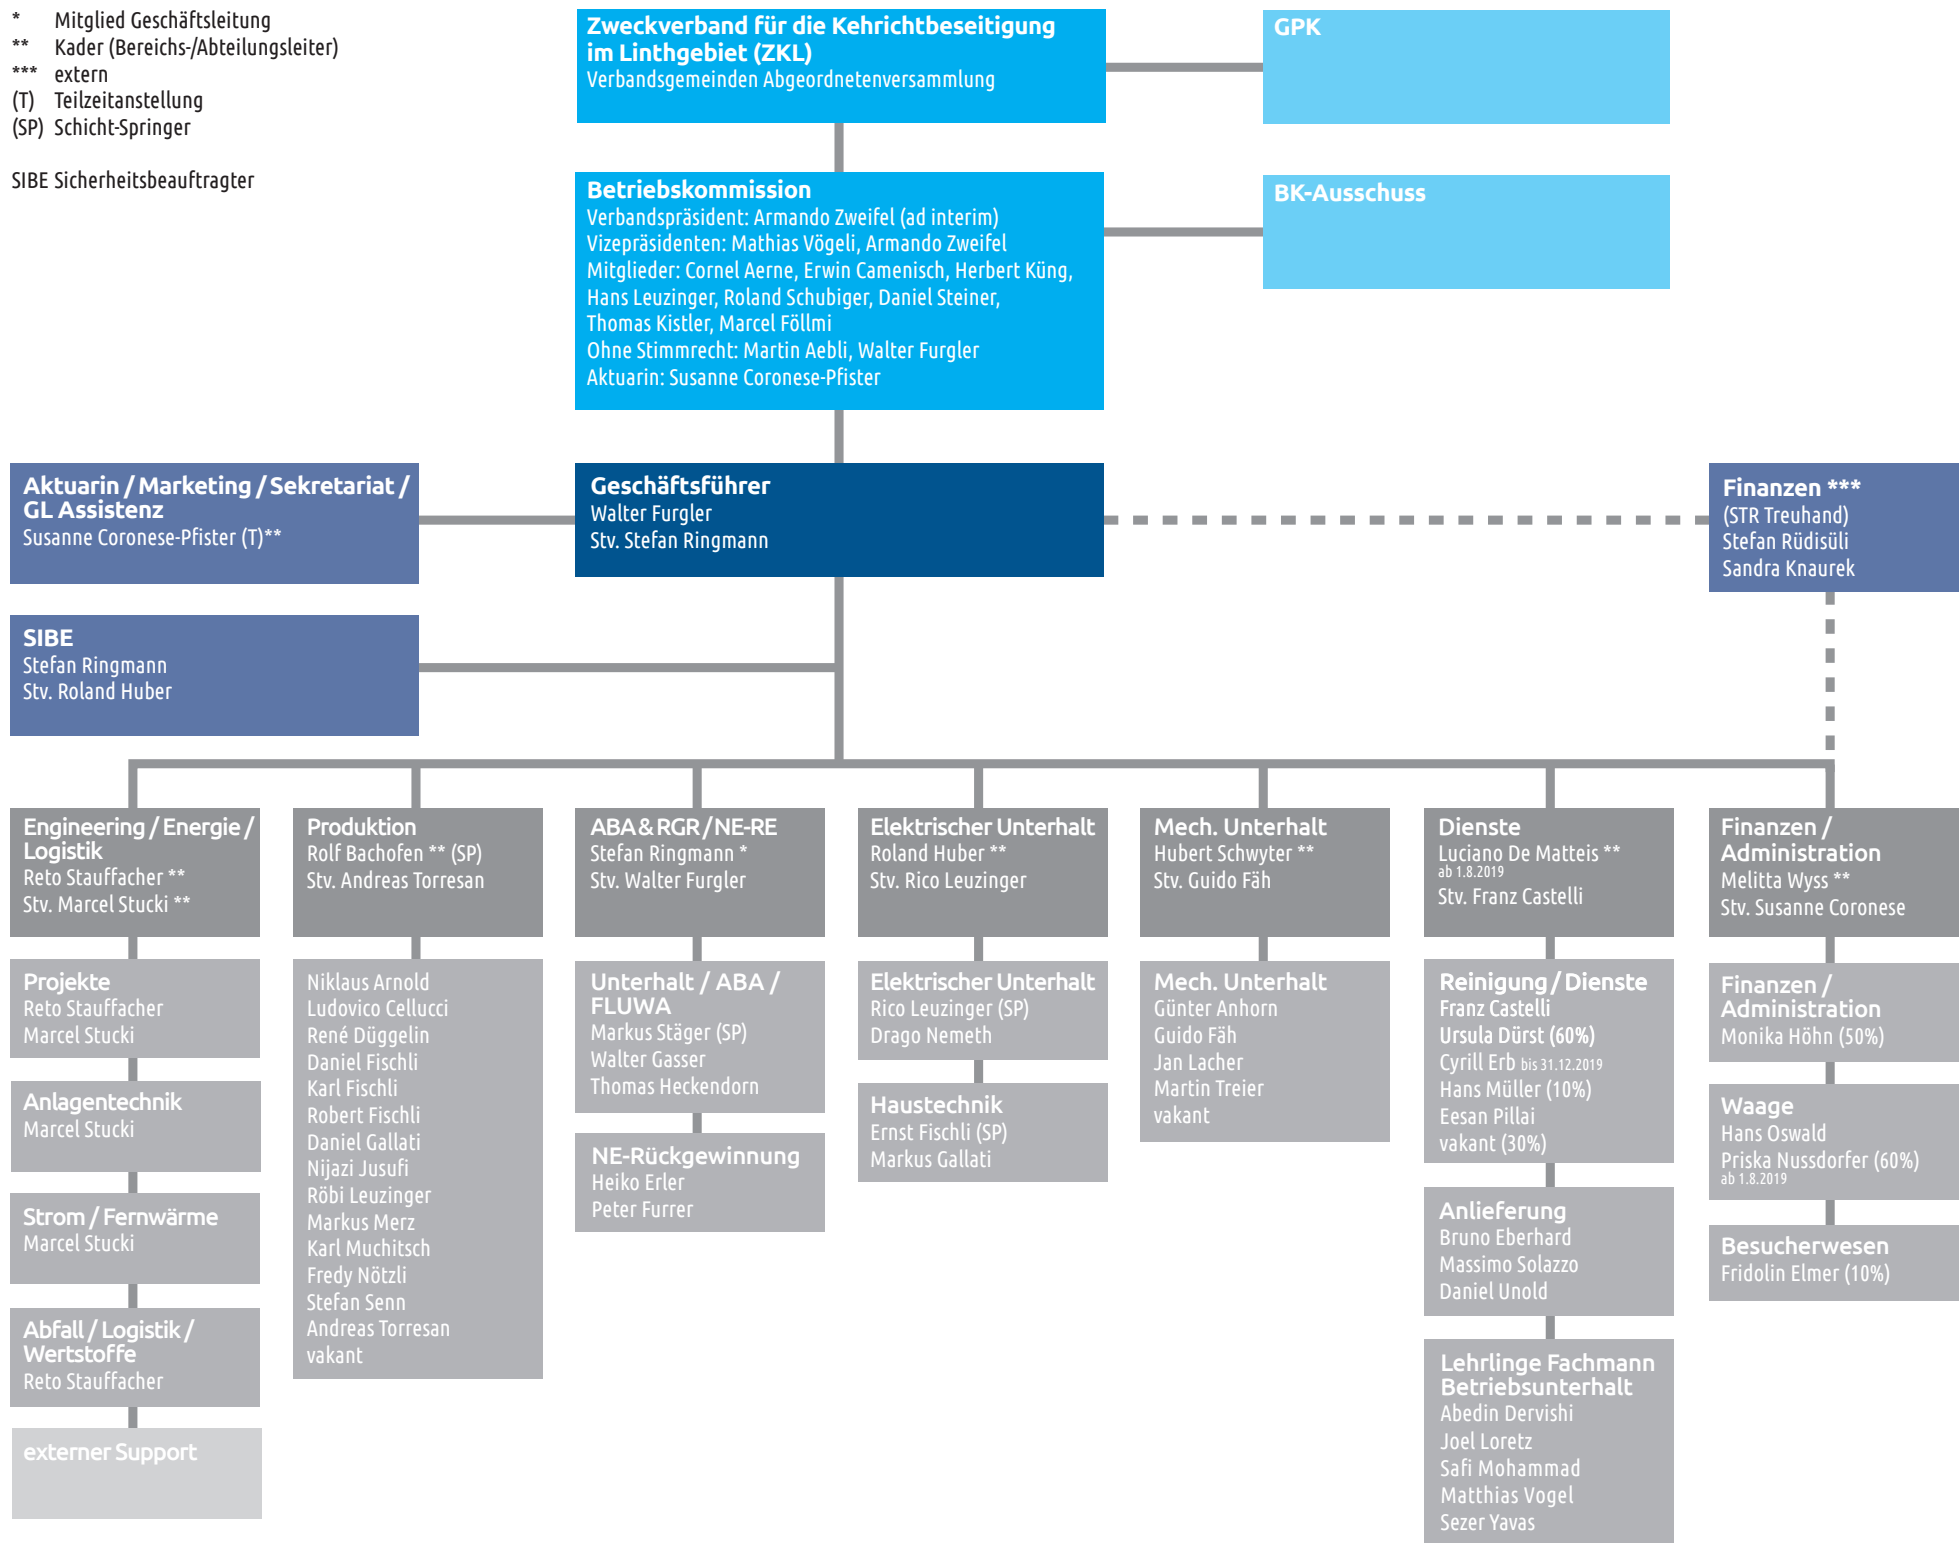 * Mitglied Geschäftsleitung
** Kader (Bereichs-/Abteilungsleiter)
*** extern
(T) Teilzeitanstellung
(SP) Schicht-Springer
SIBE Sicherheitsbeauftragter
Zweckverband für die Kehrichtbeseitigung
im Linthgebiet (ZKL)
Verbandsgemeinden Abgeordnetenversammlung
GPK
Betriebskommission
Verbandspräsident: Armando Zweifel (ad interim)
Vizepräsidenten: Mathias Vögeli, Armando Zweifel
Mitglieder: Cornel Aerne, Erwin Camenisch, Herbert Küng,
Hans Leuzinger, Roland Schubiger, Daniel Steiner,
Thomas Kistler, Marcel Föllmi
Ohne Stimmrecht: Martin Aebli, Walter Furgler
Aktuarin: Susanne Coronese-Pfister
BK-Ausschuss
Aktuarin / Marketing / Sekretariat /
GL Assistenz
Susanne Coronese-Pfister (T)**
Geschäftsführer
Walter Furgler
Stv. Stefan Ringmann
Finanzen ***
(STR Treuhand)
Stefan Rüdisüli
Sandra Knaurek
SIBE
Stefan Ringmann
Stv. Roland Huber
Engineering / Energie /
Logistik
Reto Stauffacher **
Stv. Marcel Stucki **
Projekte
Reto Stauffacher
Marcel Stucki
Anlagentechnik
Marcel Stucki
Strom / Fernwärme
Marcel Stucki
Abfall / Logistik /
Wertstoffe
Reto Stauffacher
externer Support
Produktion
Rolf Bachofen ** (SP)
Stv. Andreas Torresan
Niklaus Arnold
Ludovico Cellucci
René Düggelin
Daniel Fischli
Karl Fischli
Robert Fischli
Daniel Gallati
Nijazi Jusufi
Röbi Leuzinger
Markus Merz
Karl Muchitsch
Fredy Nötzli
Stefan Senn
Andreas Torresan
vakant
ABA & RGR / NE-RE
Stefan Ringmann *
Stv. Walter Furgler
Unterhalt / ABA /
FLUWA
Markus Stäger (SP)
Walter Gasser
Thomas Heckendorn
NE-Rückgewinnung
Heiko Erler
Peter Furrer
Elektrischer Unterhalt
Roland Huber **
Stv. Rico Leuzinger
Elektrischer Unterhalt
Rico Leuzinger (SP)
Drago Nemeth
Haustechnik
Ernst Fischli (SP)
Markus Gallati
Mech. Unterhalt
Hubert Schwyter **
Stv. Guido Fäh
Mech. Unterhalt
Günter Anhorn
Guido Fäh
Jan Lacher
Martin Treier
vakant
Dienste
Luciano De Matteis **
ab 1.8.2019
Stv. Franz Castelli
Reinigung / Dienste
Franz Castelli
Ursula Dürst (60%)
Cyrill Erb bis 31.12.2019
Hans Müller (10%)
Eesan Pillai
vakant (30%)
Anlieferung
Bruno Eberhard
Massimo Solazzo
Daniel Unold
Lehrlinge Fachmann
Betriebsunterhalt
Abedin Dervishi
Joel Loretz
Safi Mohammad
Matthias Vogel
Sezer Yavas
Finanzen /
Administration
Melitta Wyss **
Stv. Susanne Coronese
Finanzen /
Administration
Monika Höhn (50%)
Waage
Hans Oswald
Priska Nussdorfer (60%)
ab 1.8.2019
Besucherwesen
Fridolin Elmer (10%)